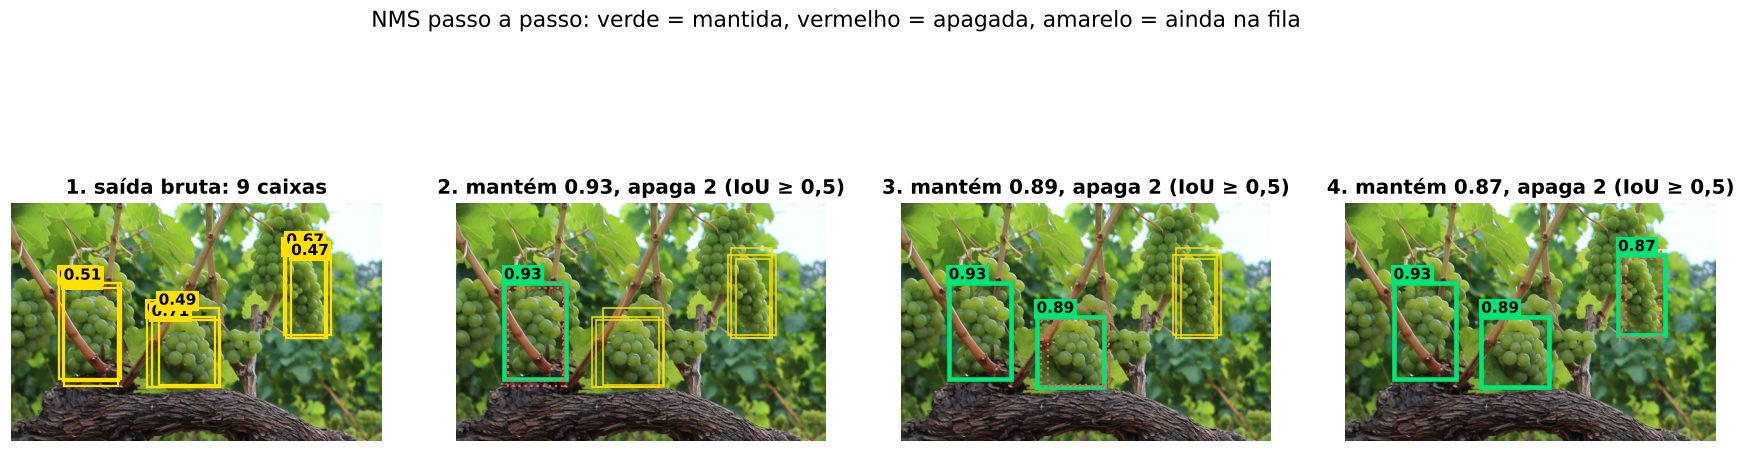 NMS passo a passo: verde = mantida, vermelho = apagada, amarelo = ainda na fila
1. saída bruta: 9 caixas
2. mantém 0.93, apaga 2 (IoU ≥ 0,5)
3. mantém 0.89, apaga 2 (IoU ≥ 0,5)
4. mantém 0.87, apaga 2 (IoU ≥ 0,5)
0.67
0.47
0.51
0.49
0.71
0.93
0.93
0.89
0.87
0.93
0.89